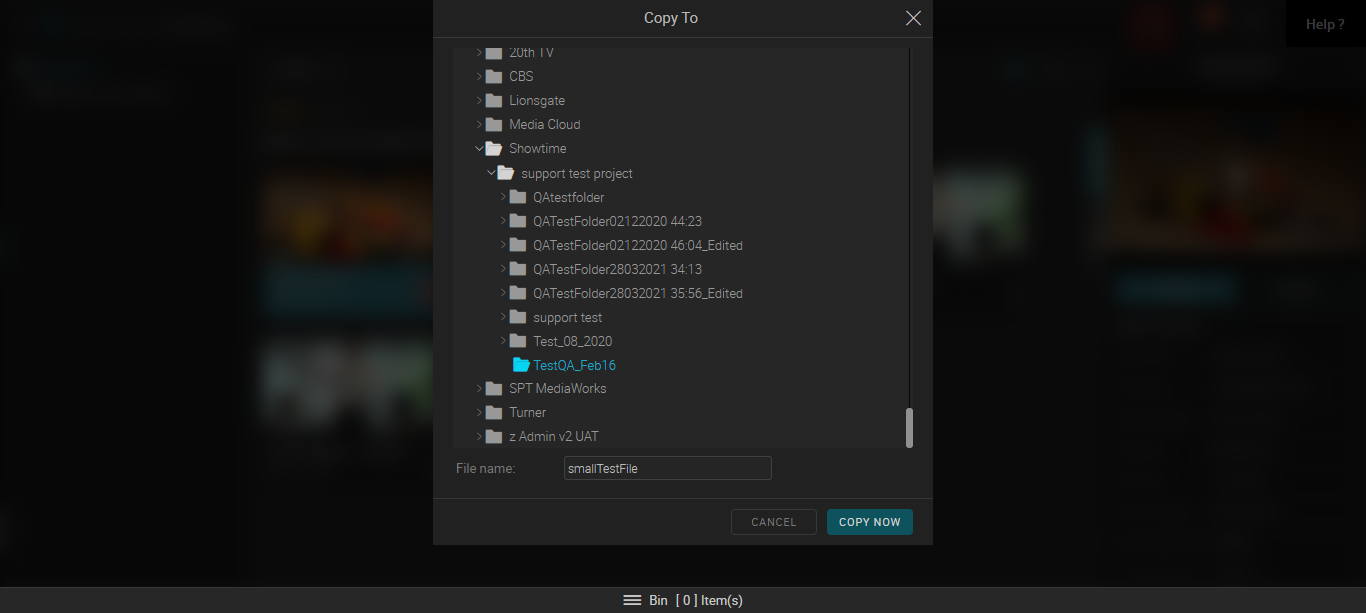 Copy To
Help ?
20th TV
CBS
Lionsgate
Media Cloud
Showtime
support test project
QAtestfolder
QATestFolder02122020 44:23
QATestFolder02122020 46:04_Edited
QATestFolder28032021 34:13
QATestFolder28032021 35:56_Edited
support test
Test_08_2020
TestQA_Feb16
SPT MediaWorks
Turner
z Admin v2 UAT
File name: smallTestFile
CANCEL COPY NOW
Bin [ 0 ] Item(s)